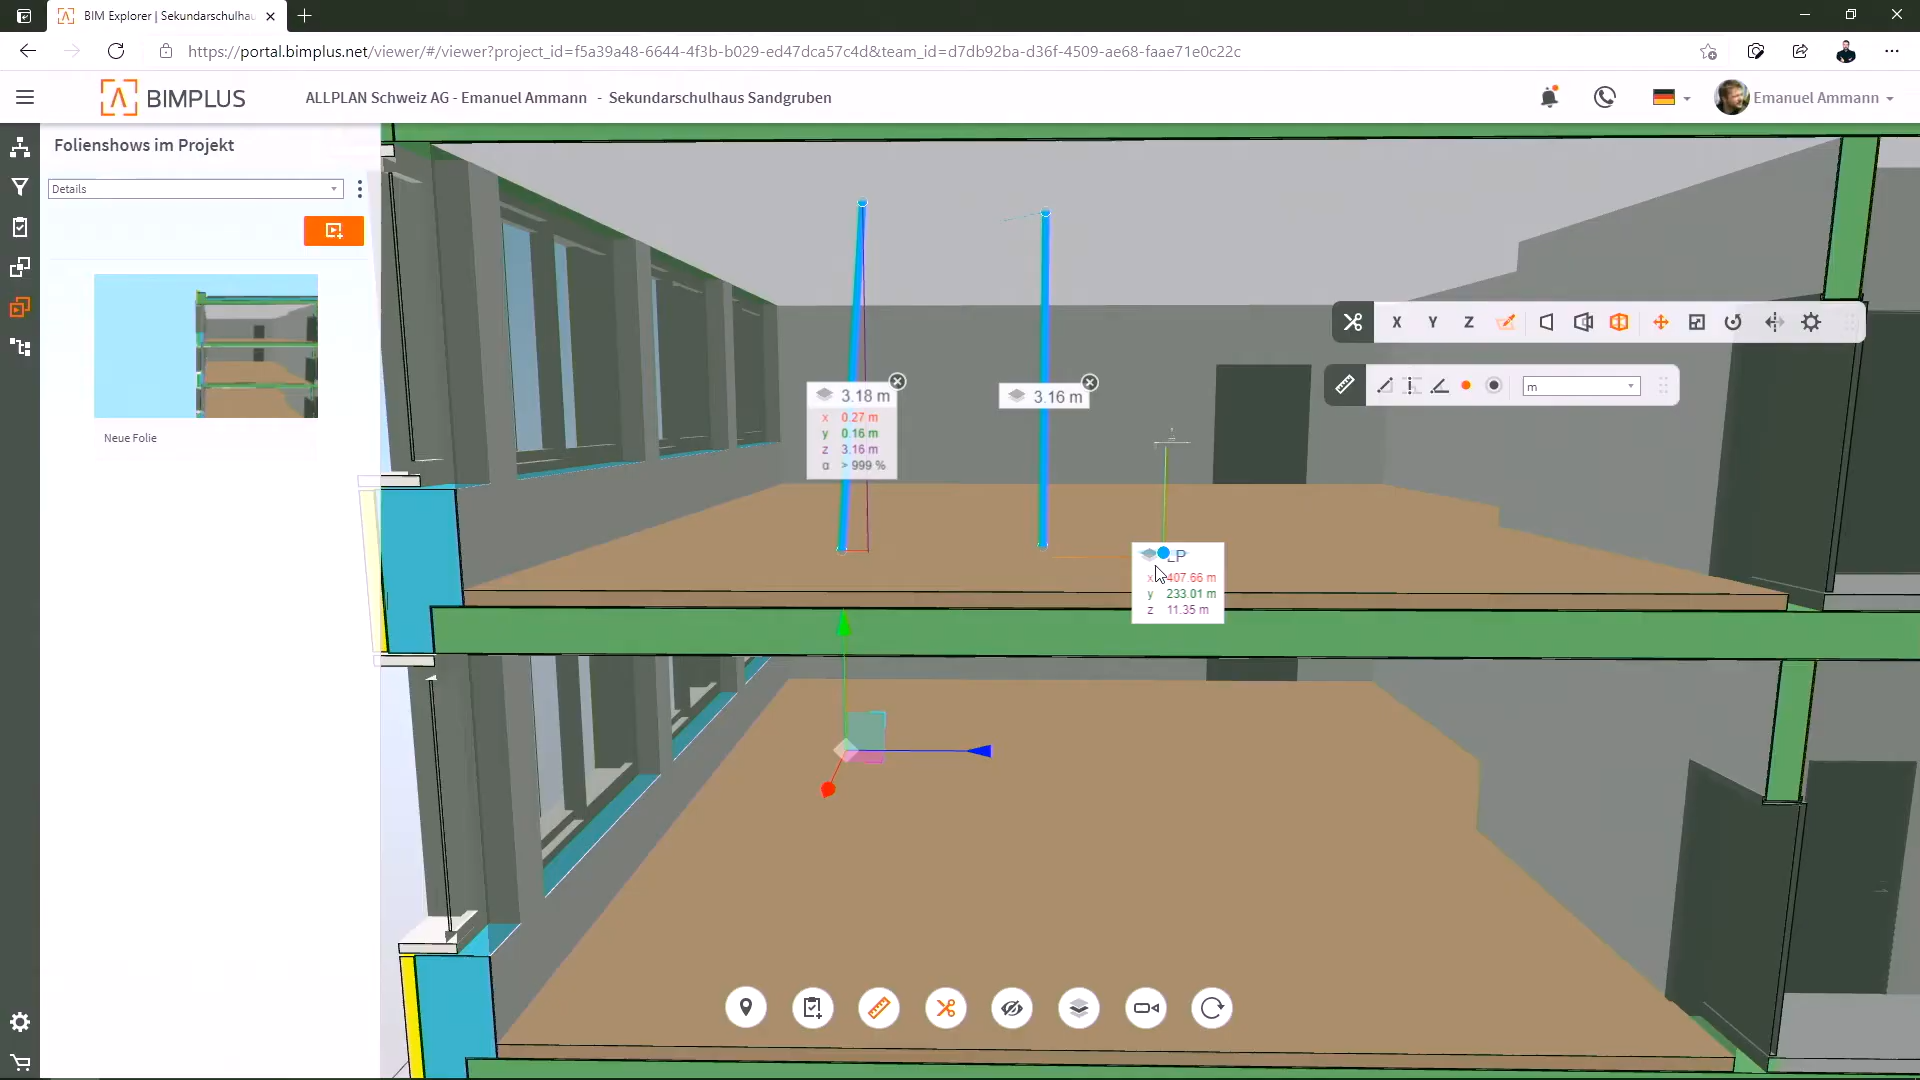 BIM Explorer | Sekundarschulhau
https://portal.bimplus.net/viewer/#/viewer?project_id=f5a39a48-6644-4f3b-b029-ed47dca57c4d&team_id=d7db92ba-d36f-4509-ae68-faae71e0c22c
BIMPLUS
ALLPLAN Schweiz AG - Emanuel Ammann - Sekundarschulhaus Sandgruben
Emanuel Ammann
Folienshows im Projekt
Details
Neue Folie
X Y Z
m
3.18 m
x 0.27 m
y 0.16 m
z 3.16 m
α > 999 %
3.16 m
EP
x 407.66 m
y 233.01 m
z 11.35 m